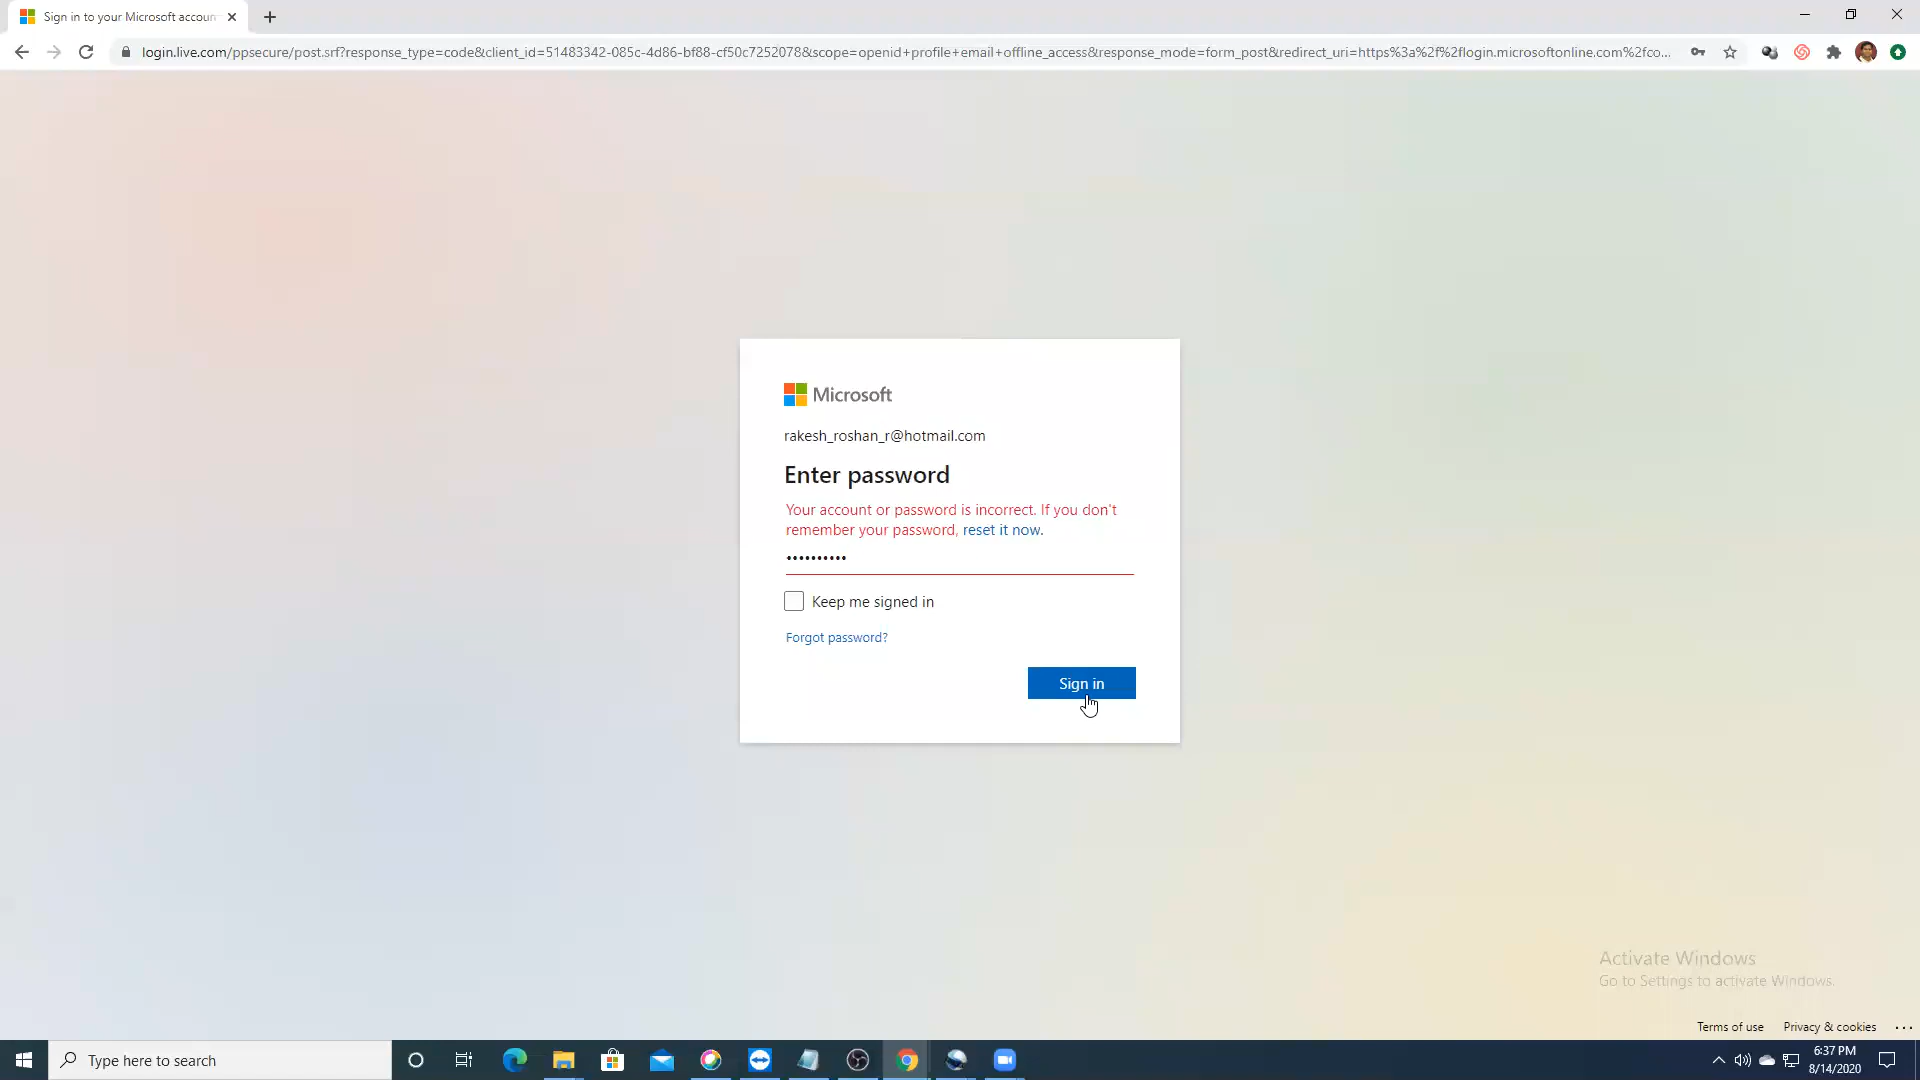 Sign in to your Microsoft accoun
login.live.com/ppsecure/post.srf?response_type=code&client_id=51483342-085c-4d86-bf88-cf50c7252078&scope=openid+profile+email+offline_access&response_mode=form_post&redirect_uri=https%3a%2f%2flogin.microsoftonline.com%2fco...
Microsoft
rakesh_roshan_r@hotmail.com
Enter password
Your account or password is incorrect. If you don't
remember your password, reset it now.
Keep me signed in
Forgot password?
Sign in
Activate Windows
Go to Settings to activate Windows.
Terms of use Privacy & cookies ...
Type here to search
6:37 PM
8/14/2020